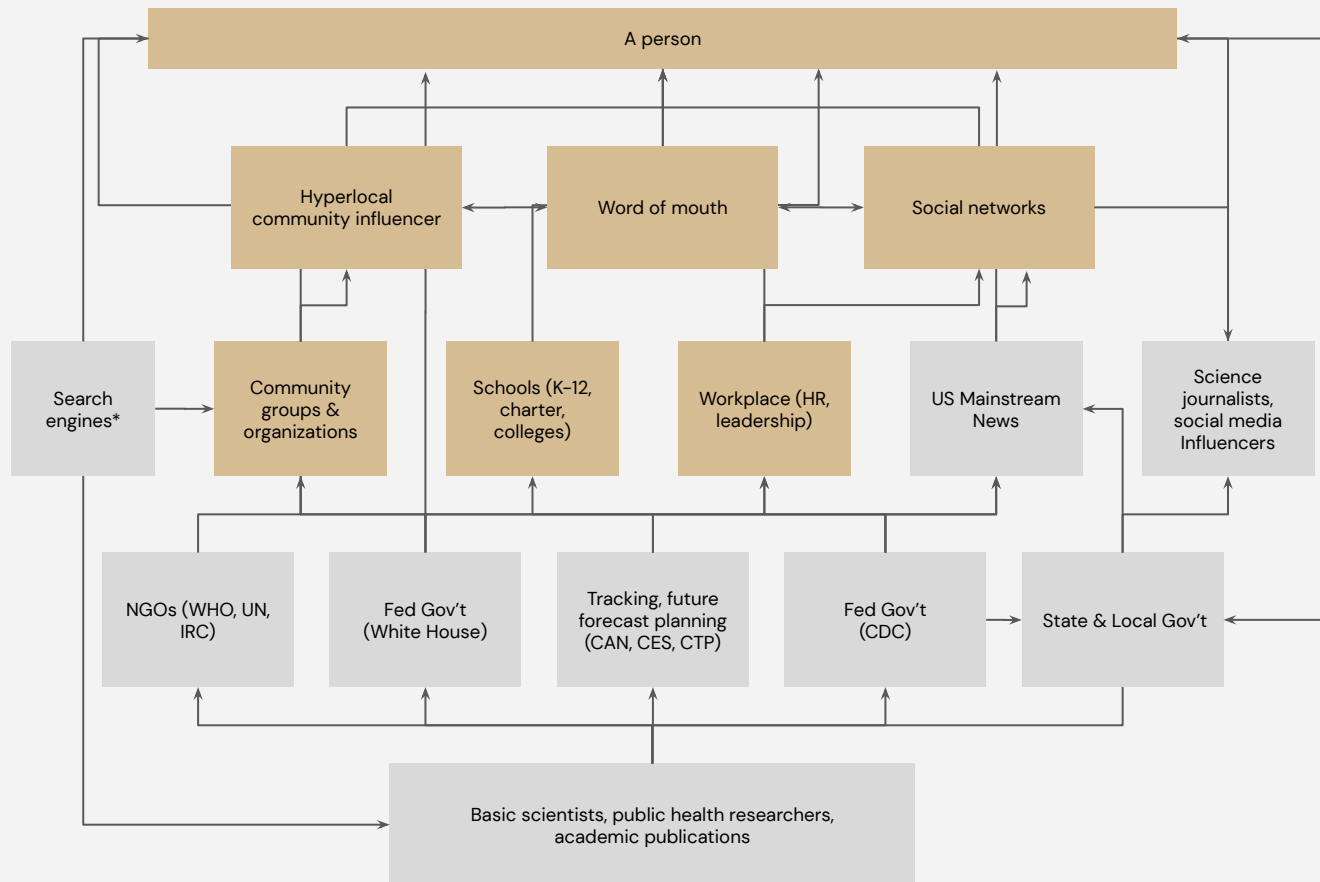 A person
Hyperlocal
community influencer
Word of mouth
Social networks
Search
engines*
Community
groups &
organizations
Schools (K-12,
charter,
colleges)
Workplace (HR,
leadership)
US Mainstream
News
Science
journalists,
social media
Influencers
NGOs (WHO, UN,
IRC)
Fed Gov’t
(White House)
Tracking, future
forecast planning
(CAN, CES, CTP)
Fed Gov’t
(CDC)
State & Local Gov’t
Basic scientists, public health researchers,
academic publications